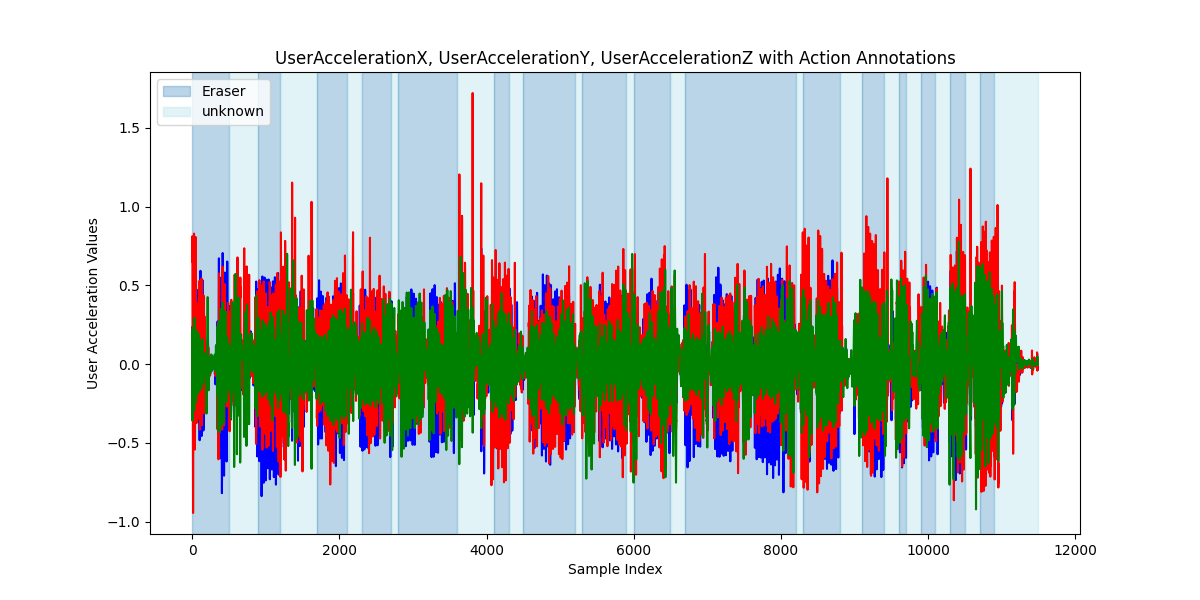 UserAccelerationX, UserAccelerationY, UserAccelerationZ with Action Annotations
Eraser
unknown
User Acceleration Values
1.5
1.0
0.5
0.0
−0.5
−1.0
0
2000
4000
6000
8000
10000
12000
Sample Index